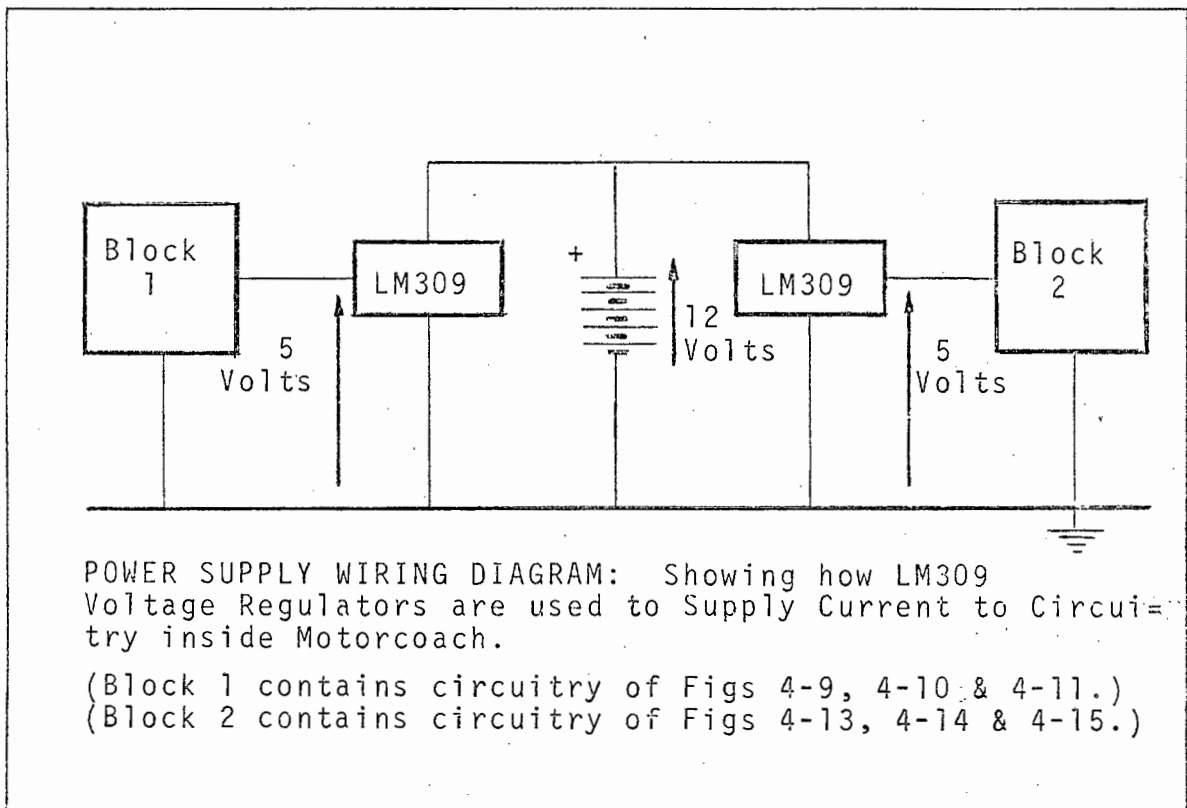 Block
1
LM309
+
LM309
Block
2
5
Volts
12
Volts
5
Volts
POWER SUPPLY WIRING DIAGRAM: Showing how LM309
Voltage Regulators are used to Supply Current to Circui=
try inside Motorcoach.
(Block 1 contains circuitry of Figs 4-9, 4-10 & 4-11.)
(Block 2 contains circuitry of Figs 4-13, 4-14 & 4-15.)